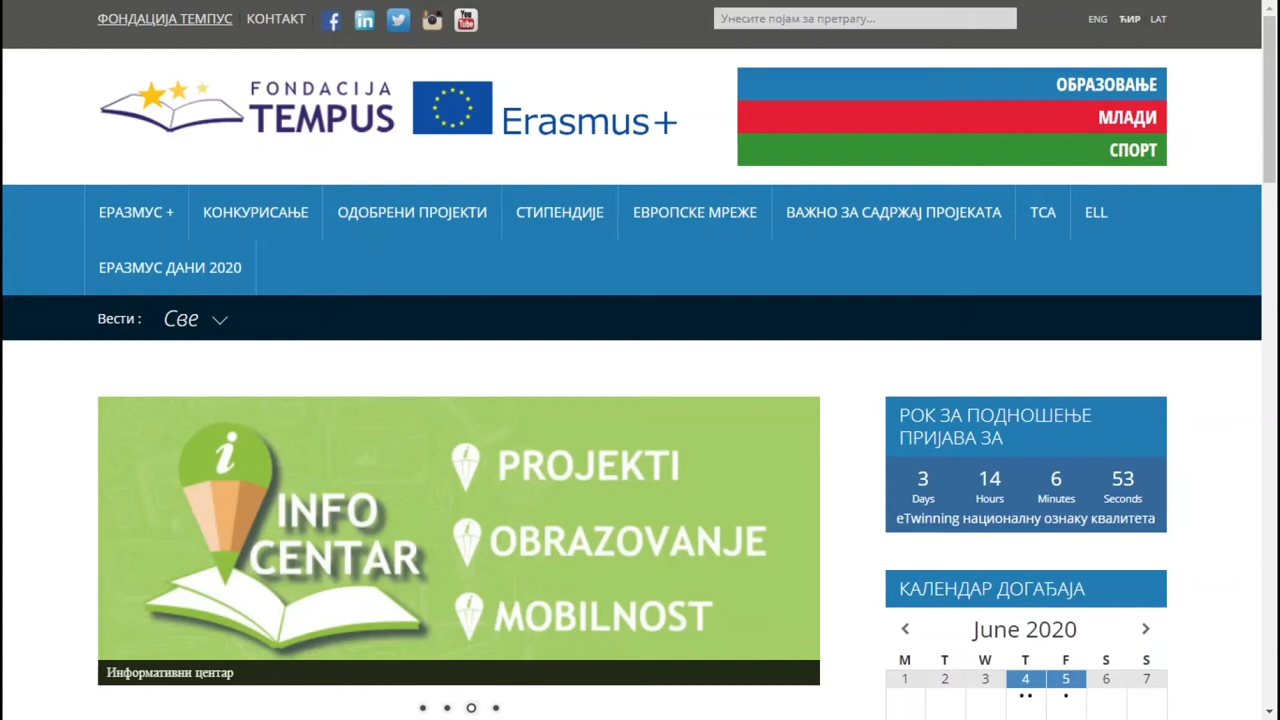 ФОНДАЦИЈА ТЕМПУС КОНТАКТ
You
Tube
Унесите појам за претрагу...
ENG ЋИР LAT
FONDACIJA
TEMPUS
Erasmus+
ОБРАЗОВАЊЕ
МЛАДИ
СПОРТ
ЕРАЗМУС + КОНКУРИСАЊЕ ОДОБРЕНИ ПРОЈЕКТИ СТИПЕНДИЈЕ ЕВРОПСКЕ МРЕЖЕ ВАЖНО ЗА САДРЖАЈ ПРОЈЕКАТА TCA ELL
ЕРАЗМУС ДАНИ 2020
Вести : Све
i
INFO
CENTAR
PROJEKTI
OBRAZOVANJE
MOBILNOST
Информативни центар
РОК ЗА ПОДНОШЕЊЕ
ПРИЈАВА ЗА
3 14 6 53
Days Hours Minutes Seconds
eTwinning националну ознаку квалитета
КАЛЕНДАР ДОГАЂАЈА
June 2020
M T W T F S S
1 2 3 4 5 6 7